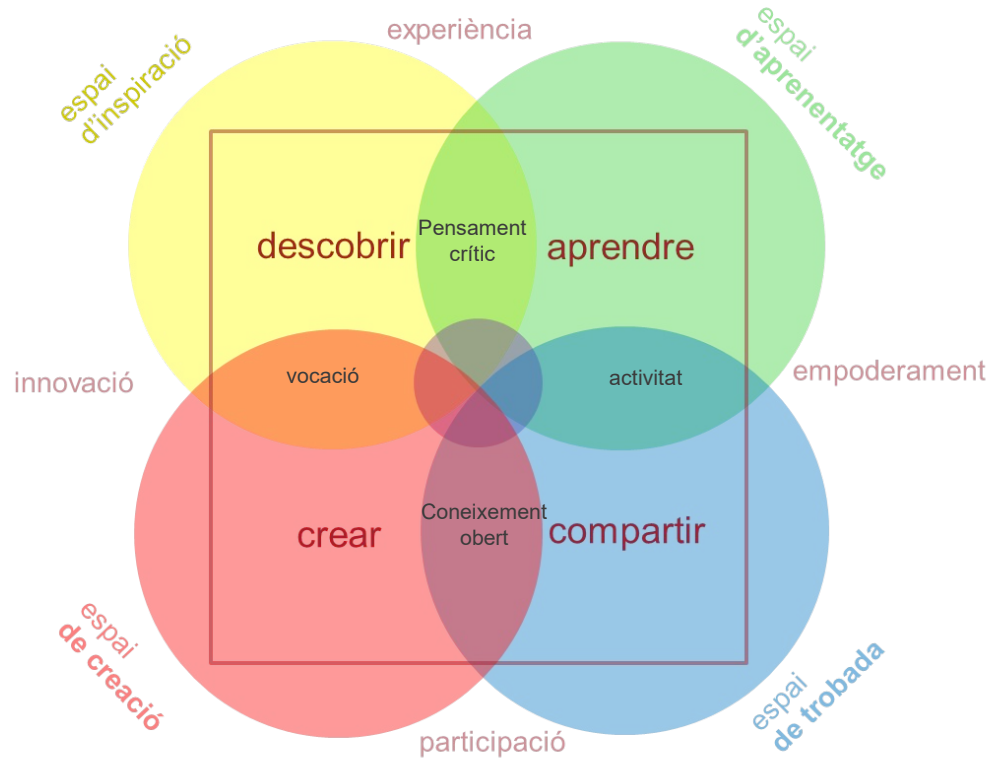 experiència
espai
d'inspiració
espai
d'aprenentatge
descobrir
Pensament
crític
aprendre
innovació
vocació
activitat
empoderament
crear
Coneixement
obert
compartir
espai
de creació
espai
de trobada
participació